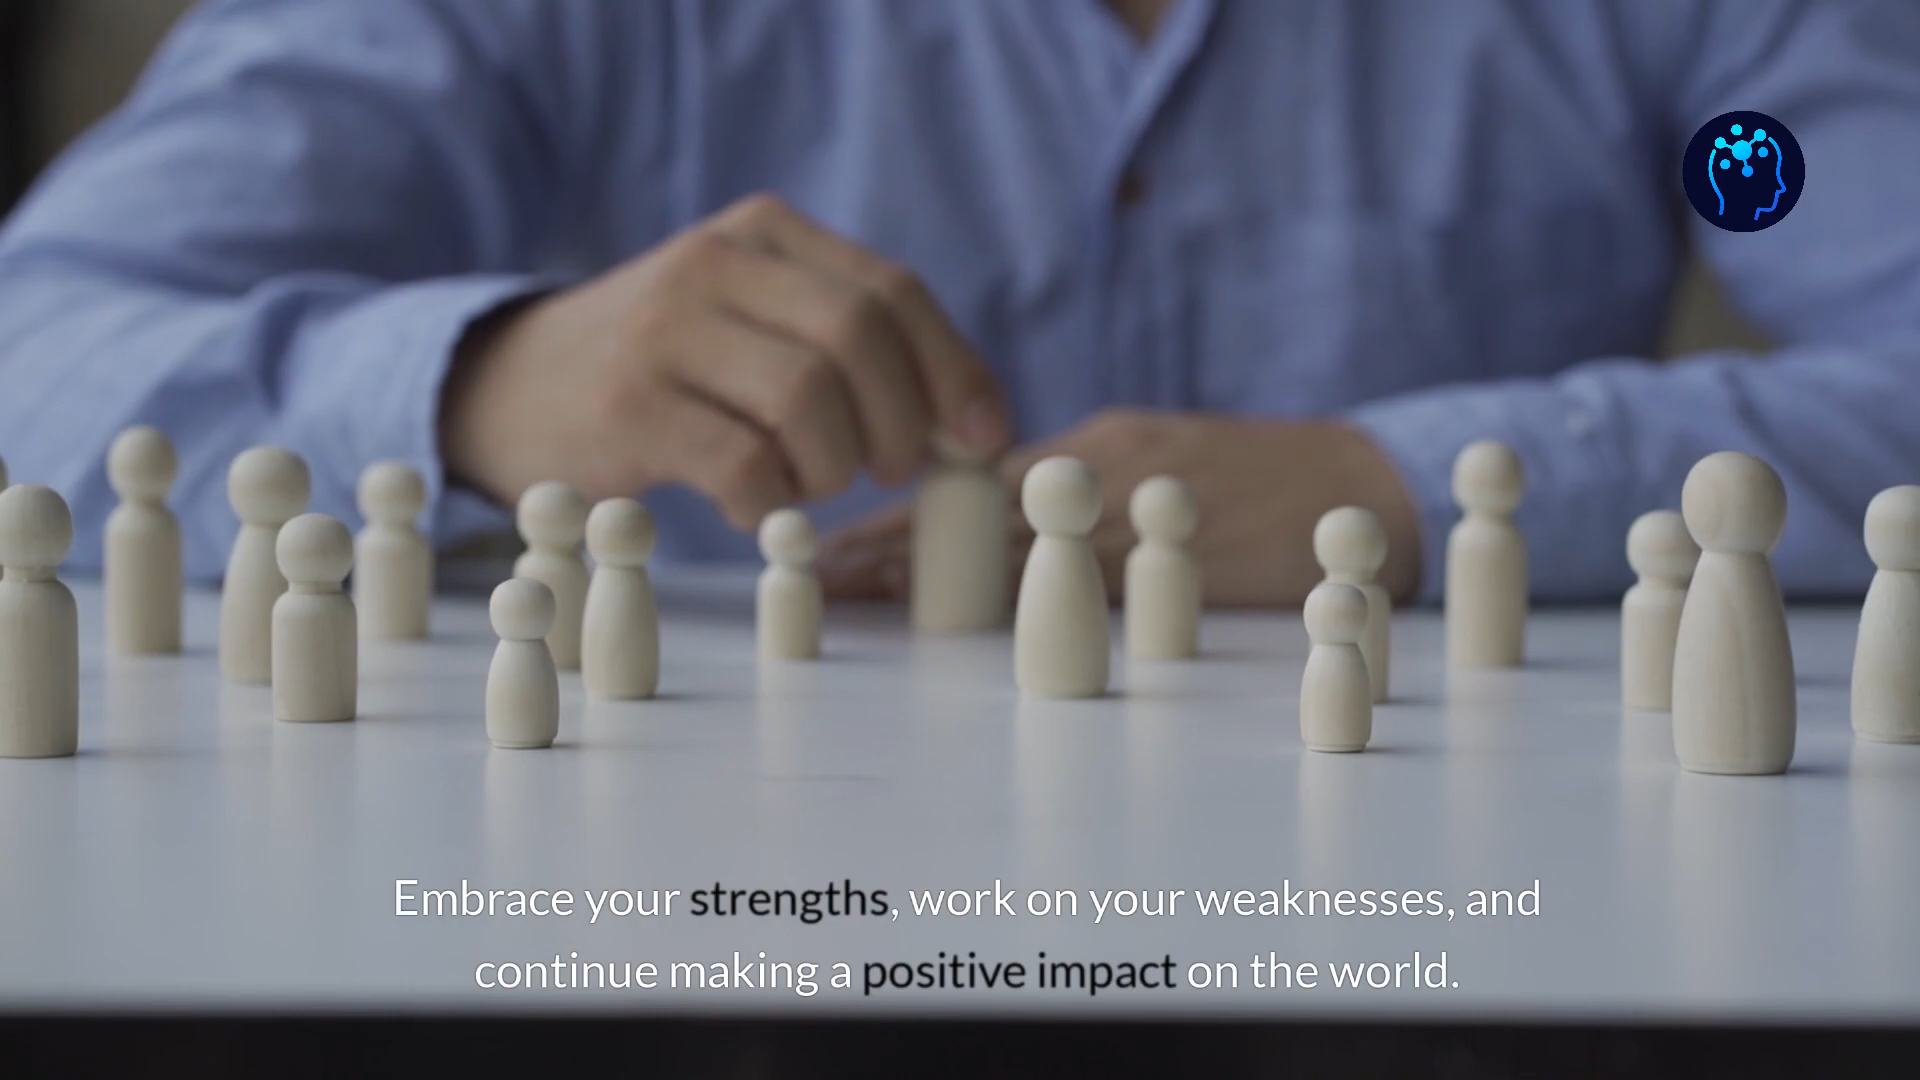 Embrace your strengths, work on your weaknesses, and
continue making a positive impact on the world.